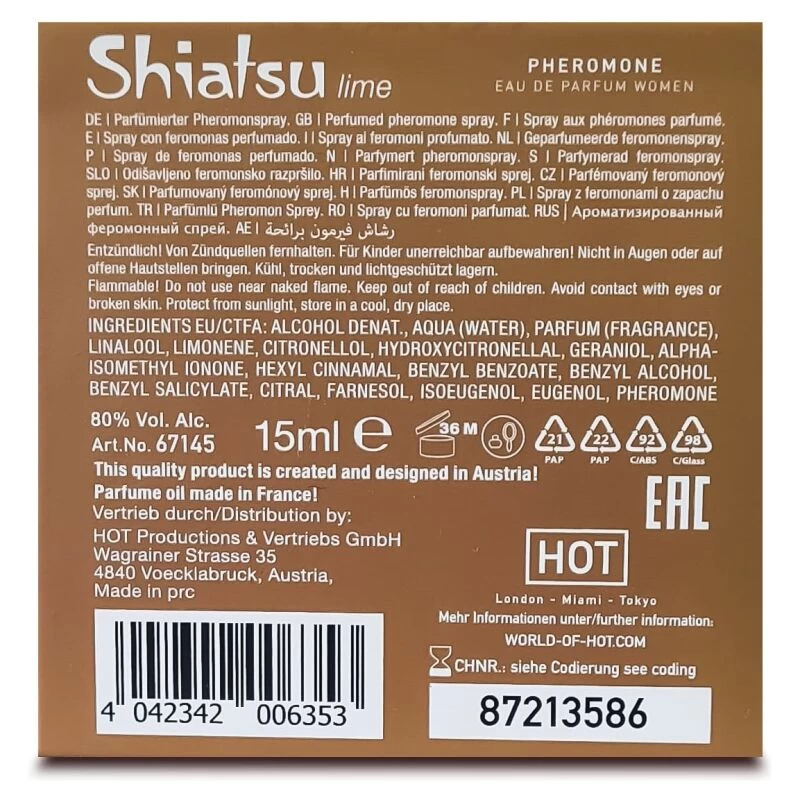 Shiatsu lime
PHEROMONE
EAU DE PARFUM WOMEN
DE | Parfümierter Pheromonspray. GB | Perfumed pheromone spray. F | Spray aux phéromones parfumé.
E | Spray con feromonas perfumado. I | Spray ai feromoni profumato. NL | Geparfumeerde feromonenspray.
P | Spray de feromonas perfumado. N | Parfymert pheromonspray. S | Parfymerad feromonspray.
SLO | Odišavljeno feromonsko razpršilo. HR | Parfimirani feromonski sprej. CZ | Parfémovaný feromonový
sprej. SK | Parfumovaný feromónový sprej. H | Parfümös feromonspray. PL | Spray z feromonami o zapachu
perfum. TR | Parfümlü Pheromon Sprey. RO | Spray cu feromoni parfumat. RUS | Ароматизированный
феромонный спрей. AE | رشاش فيرمون برائحة
Entzündlich! Von Zündquellen fernhalten. Für Kinder unerreichbar aufbewahren! Nicht in Augen oder auf
offene Hautstellen bringen. Kühl, trocken und lichtgeschützt lagern.
Flammable! Do not use near naked flame. Keep out of reach of children. Avoid contact with eyes or
broken skin. Protect from sunlight, store in a cool, dry place.
INGREDIENTS EU/CTFA: ALCOHOL DENAT., AQUA (WATER), PARFUM (FRAGRANCE),
LINALOOL, LIMONENE, CITRONELLOL, HYDROXYCITRONELLAL, GERANIOL, ALPHA-
ISOMETHYL IONONE, HEXYL CINNAMAL, BENZYL BENZOATE, BENZYL ALCOHOL,
BENZYL SALICYLATE, CITRAL, FARNESOL, ISOEUGENOL, EUGENOL, PHEROMONE
80% Vol. Alc.
Art.No. 67145
15ml e
36 M
21 PAP
22 PAP
92 C/ABS
98 C/Glass
This quality product is created and designed in Austria!
Parfume oil made in France!
Vertrieb durch/Distribution by:
HOT Productions & Vertriebs GmbH
Wagrainer Strasse 35
4840 Voecklabruck, Austria,
Made in prc
EAC
HOT
London - Miami - Tokyo
Mehr Informationen unter/further information:
WORLD-OF-HOT.COM
CHNR.: siehe Codierung see coding
4 042342 006353
87213586